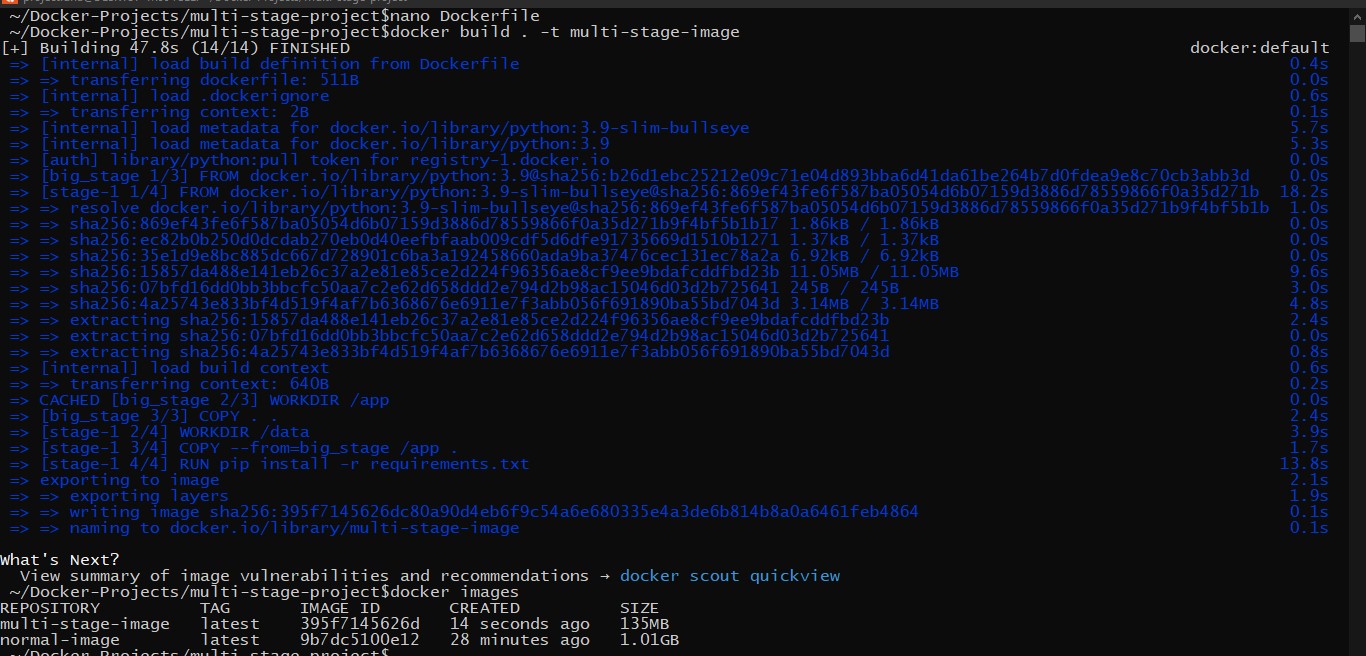 ~/Docker-Projects/multi-stage-project$nano Dockerfile
~/Docker-Projects/multi-stage-project$docker build . -t multi-stage-image
[+] Building 47.8s (14/14) FINISHED docker:default
=> [internal] load build definition from Dockerfile 0.4s
=> => transferring dockerfile: 511B 0.0s
=> [internal] load .dockerignore 0.6s
=> => transferring context: 2B 0.1s
=> [internal] load metadata for docker.io/library/python:3.9-slim-bullseye 5.7s
=> [internal] load metadata for docker.io/library/python:3.9 5.3s
=> [auth] library/python:pull token for registry-1.docker.io 0.0s
=> [big_stage 1/3] FROM docker.io/library/python:3.9@sha256:b26d1ebc25212e09c71e04d893bba6d41da61be264b7d0fdea9e8c70cb3abb3d 0.0s
=> [stage-1 1/4] FROM docker.io/library/python:3.9-slim-bullseye@sha256:869ef43fe6f587ba05054d6b07159d3886d78559866f0a35d271b 18.2s
=> => resolve docker.io/library/python:3.9-slim-bullseye@sha256:869ef43fe6f587ba05054d6b07159d3886d78559866f0a35d271b9f4bf5b1b 1.0s
=> => sha256:869ef43fe6f587ba05054d6b07159d3886d78559866f0a35d271b9f4bf5b1b17 1.86kB / 1.86kB 0.0s
=> => sha256:ec82b0b250d0dcdab270eb0d40eefbfaab009cdf5d6dfe91735669d1510b1271 1.37kB / 1.37kB 0.0s
=> => sha256:35e1d9e8bc885dc667d728901c6ba3a192458660ada9ba37476cec131ec78a2a 6.92kB / 6.92kB 0.0s
=> => sha256:15857da488e141eb26c37a2e81e85ce2d224f96356ae8cf9ee9bdafcddfbd23b 11.05MB / 11.05MB 9.6s
=> => sha256:07bfd16dd0bb3bbcfc50aa7c2e62d658ddd2e794d2b98ac15046d03d2b725641 245B / 245B 3.0s
=> => sha256:4a25743e833bf4d519f4af7b6368676e6911e7f3abb056f691890ba55bd7043d 3.14MB / 3.14MB 4.8s
=> => extracting sha256:15857da488e141eb26c37a2e81e85ce2d224f96356ae8cf9ee9bdafcddfbd23b 2.4s
=> => extracting sha256:07bfd16dd0bb3bbcfc50aa7c2e62d658ddd2e794d2b98ac15046d03d2b725641 0.0s
=> => extracting sha256:4a25743e833bf4d519f4af7b6368676e6911e7f3abb056f691890ba55bd7043d 0.8s
=> [internal] load build context 0.6s
=> => transferring context: 640B 0.2s
=> CACHED [big_stage 2/3] WORKDIR /app 0.0s
=> [big_stage 3/3] COPY . . 2.4s
=> [stage-1 2/4] WORKDIR /data 3.9s
=> [stage-1 3/4] COPY --from=big_stage /app . 1.7s
=> [stage-1 4/4] RUN pip install -r requirements.txt 13.8s
=> exporting to image 2.1s
=> => exporting layers 1.9s
=> => writing image sha256:395f7145626dc80a90d4eb6f9c54a6e680335e4a3de6b814b8a0a6461feb4864 0.1s
=> => naming to docker.io/library/multi-stage-image 0.1s
What's Next?
View summary of image vulnerabilities and recommendations → docker scout quickview
~/Docker-Projects/multi-stage-project$docker images
REPOSITORY TAG IMAGE ID CREATED SIZE
multi-stage-image latest 395f7145626d 14 seconds ago 135MB
normal-image latest 9b7dc5100e12 28 minutes ago 1.01GB
~/Docker-Projects/multi-stage-project$